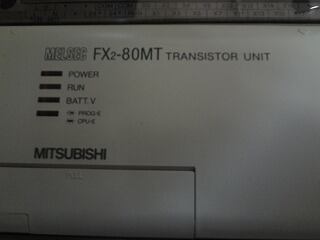 MELSEC FX2-80MT TRANSISTOR UNIT
POWER
RUN
BATT.V
PROG-E
CPU-E
MITSUBISHI